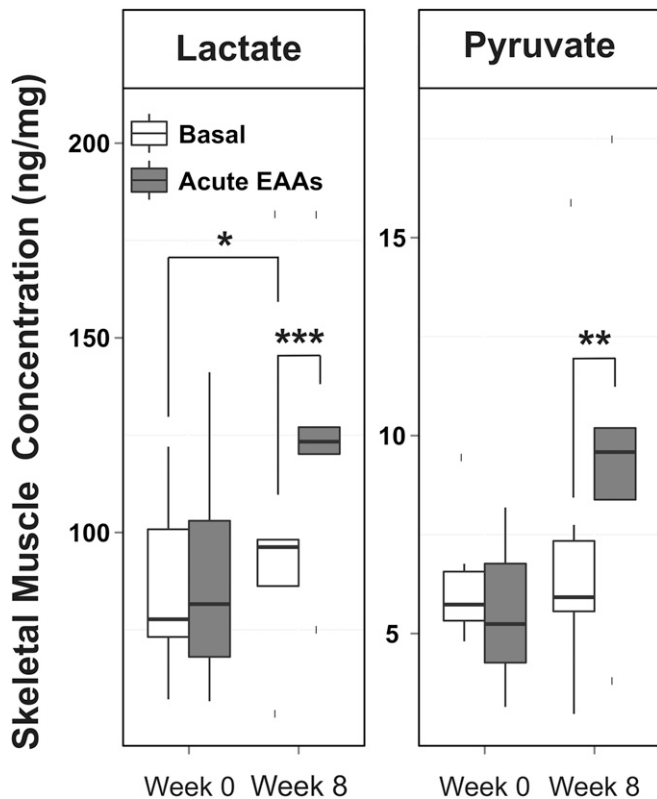 Lactate
Pyruvate
Skeletal Muscle Concentration (ng/mg)
Basal
Acute EAAs
200
150
100
*
***
15
10
5
**
Week 0
Week 8
Week 0
Week 8